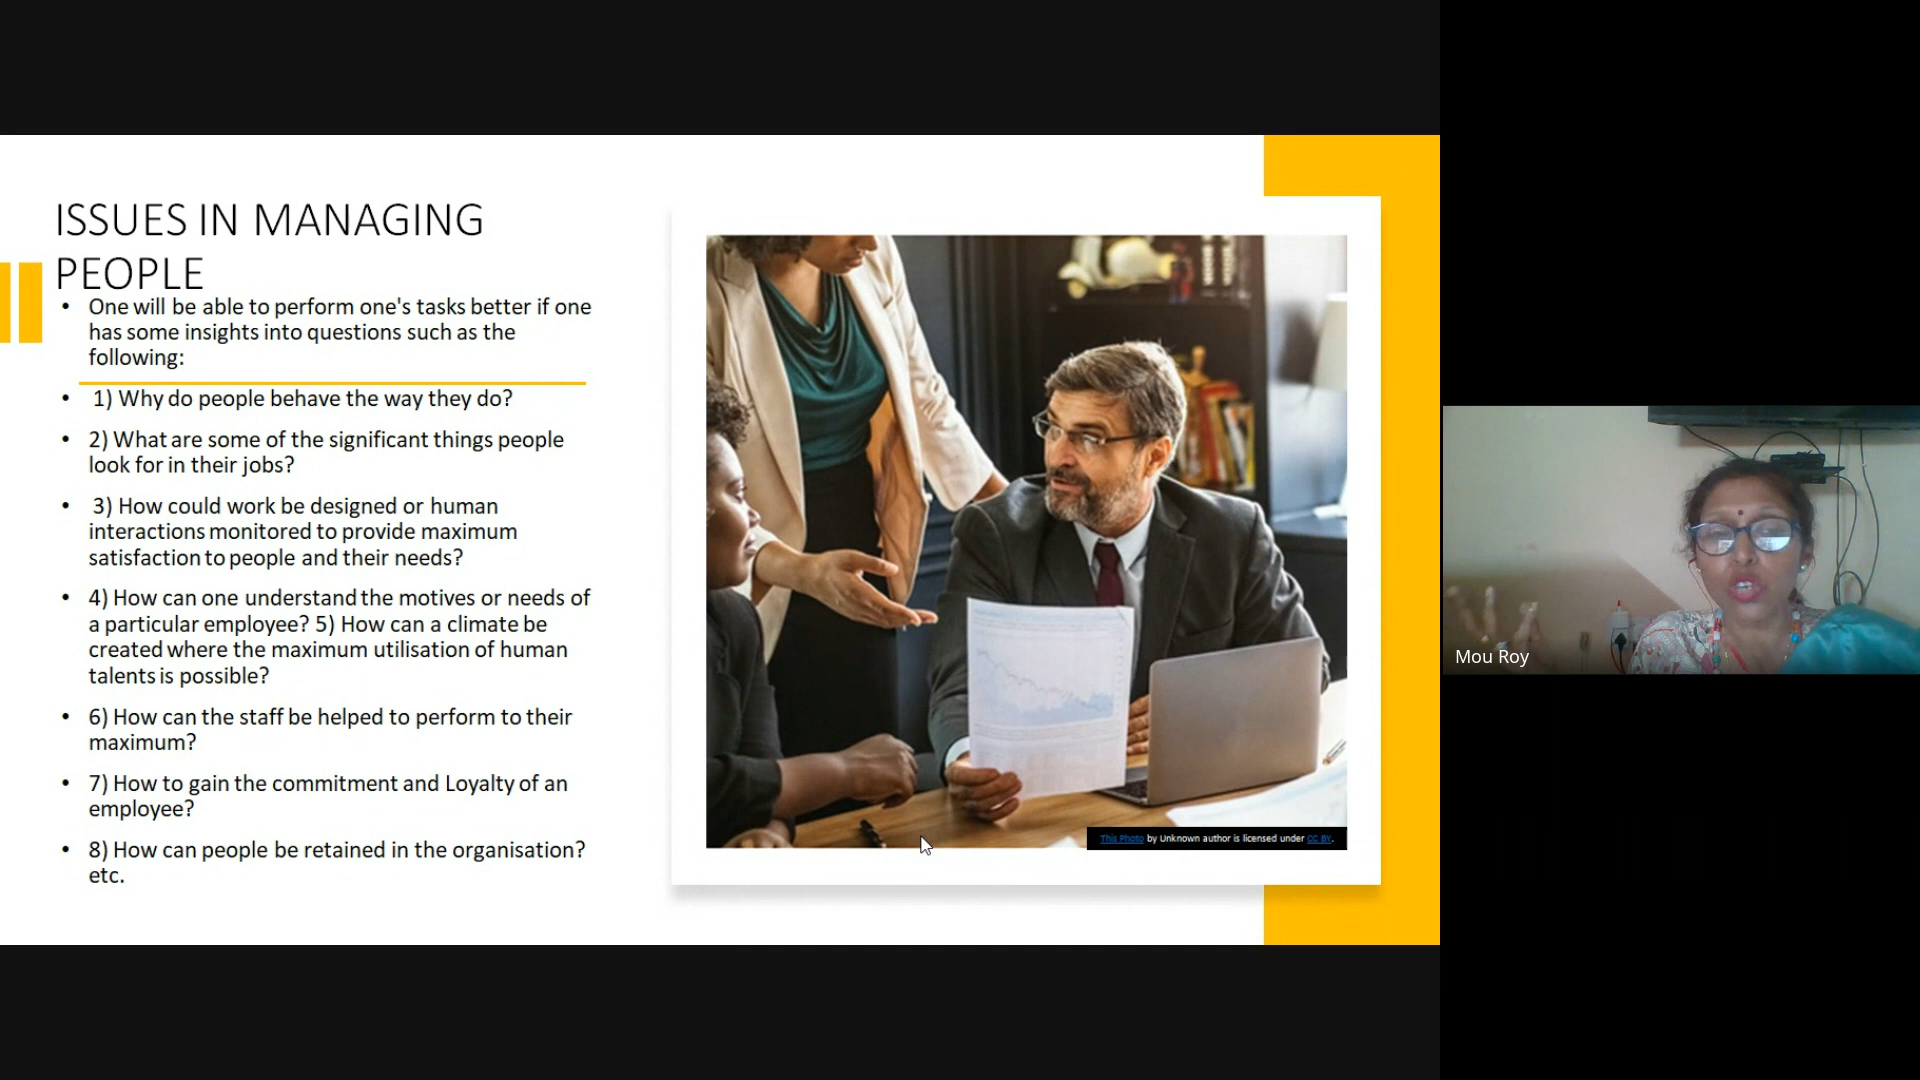 ISSUES IN MANAGING
PEOPLE
• One will be able to perform one's tasks better if one
has some insights into questions such as the
following:
• 1) Why do people behave the way they do?
• 2) What are some of the significant things people
look for in their jobs?
• 3) How could work be designed or human
interactions monitored to provide maximum
satisfaction to people and their needs?
• 4) How can one understand the motives or needs of
a particular employee? 5) How can a climate be
created where the maximum utilisation of human
talents is possible?
• 6) How can the staff be helped to perform to their
maximum?
• 7) How to gain the commitment and Loyalty of an
employee?
• 8) How can people be retained in the organisation?
etc.
This Photo by Unknown author is licensed under CC BY.
Mou Roy